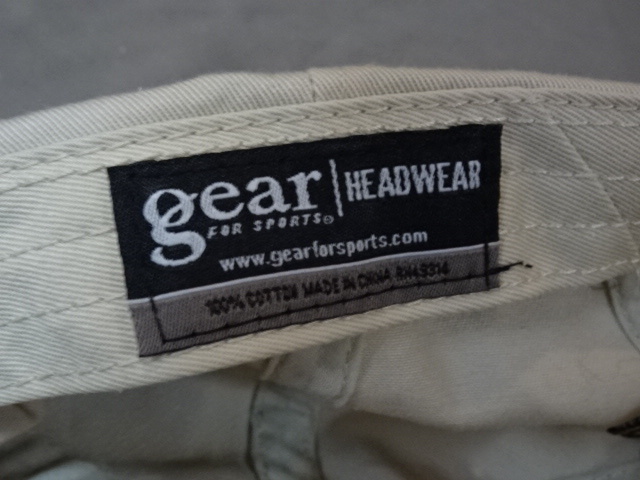 gear | HEADWEAR
FOR SPORTS®
www.gearforsports.com
100% COTTON MADE IN CHINA